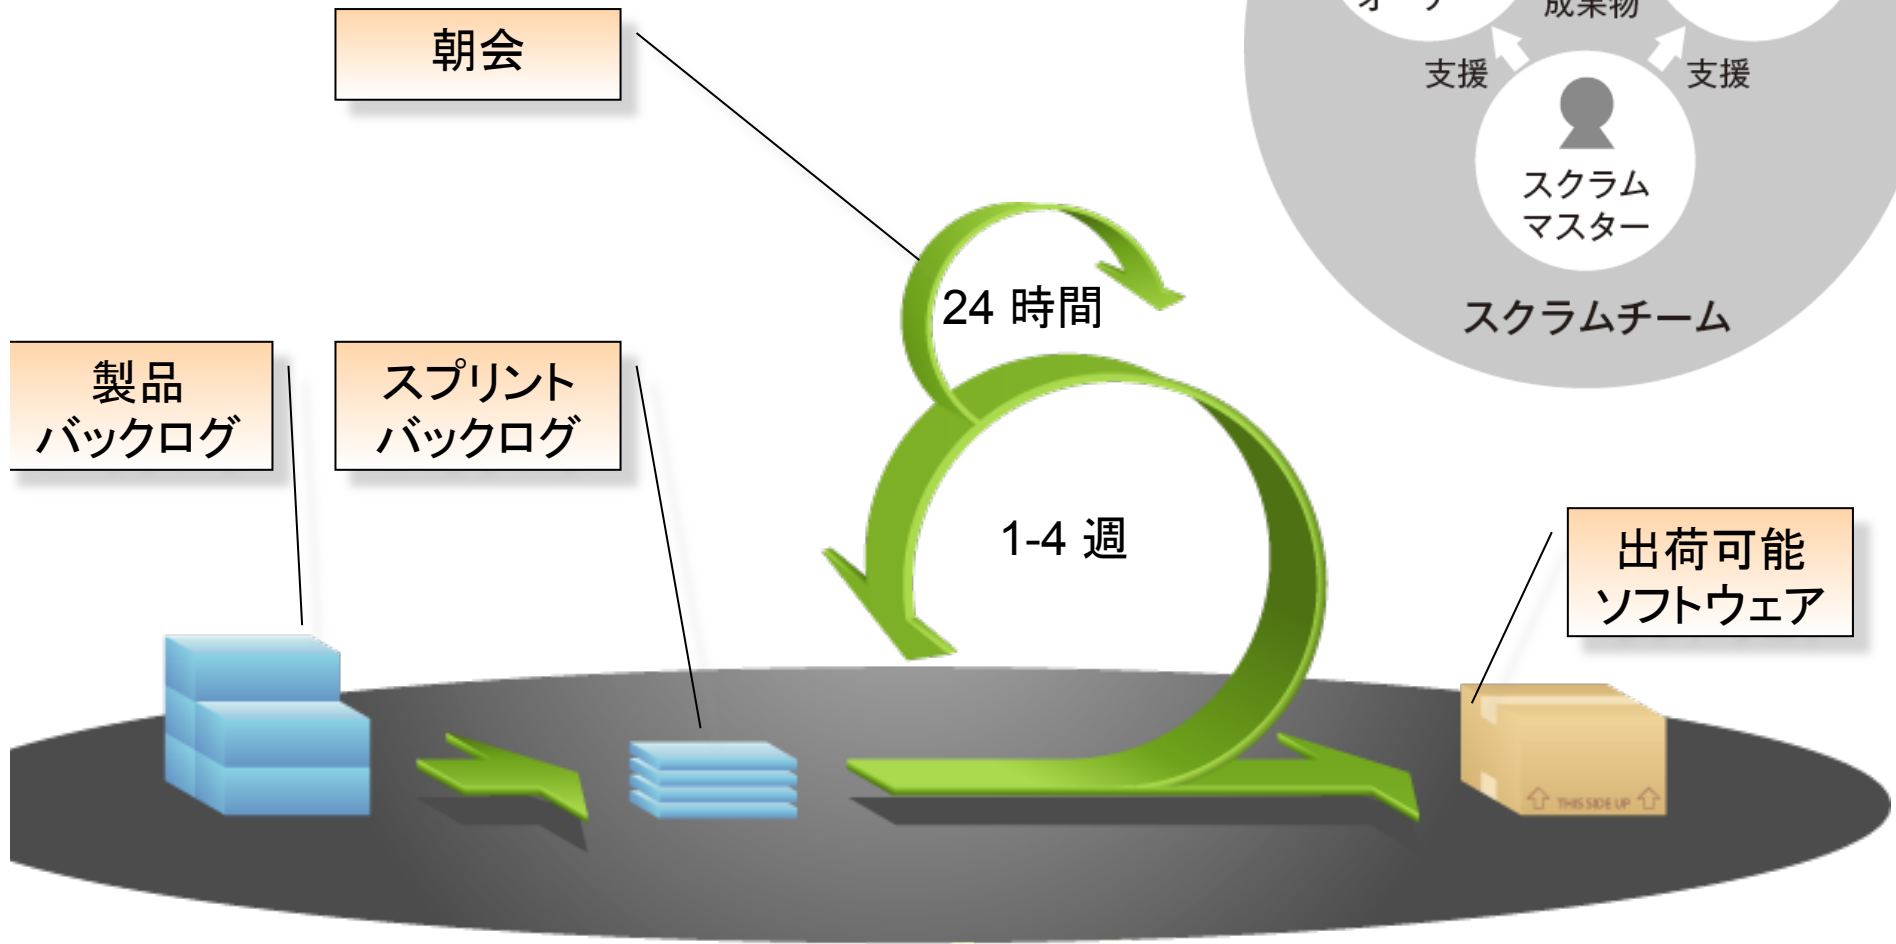 朝会
成果物
支援
支援
スクラム
マスター
スクラムチーム
24 時間
製品
バックログ
スプリント
バックログ
1-4 週
出荷可能
ソフトウェア
THIS SIDE UP